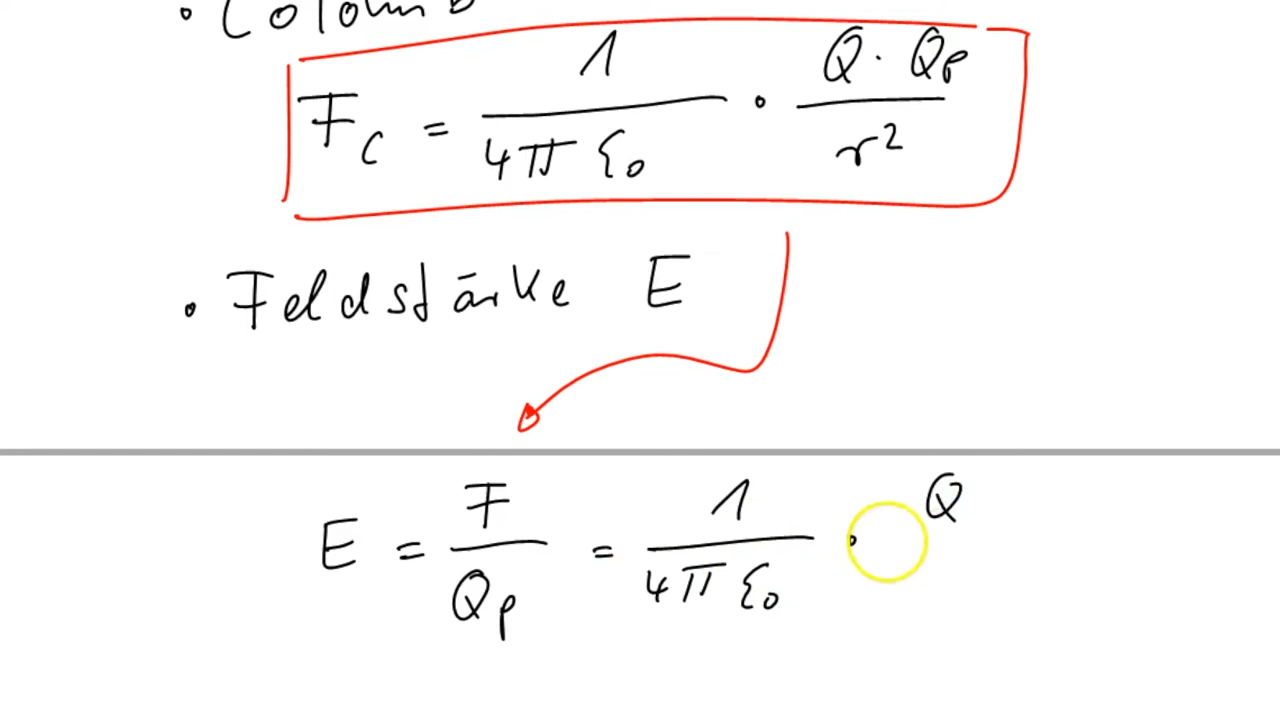 F_C = 1 / (4π ε₀) · Q · Q_P / r²
• Feldstärke E
E = F / Q_P = 1 / (4π ε₀) · Q